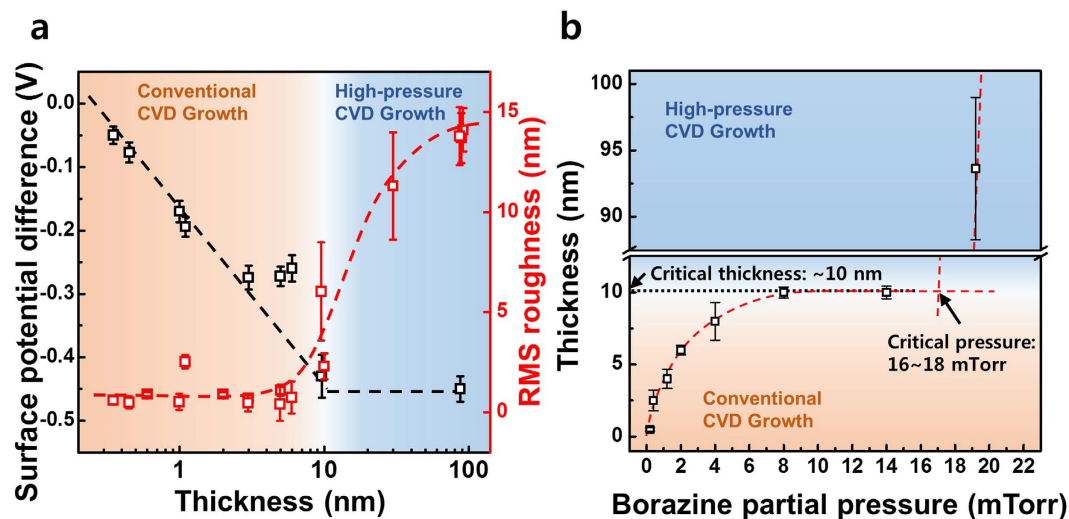 a
Surface potential difference (V)
0.0
-0.1
-0.2
-0.3
-0.4
-0.5
Conventional
CVD Growth
High-pressure
CVD Growth
15
10
5
0
RMS roughness (nm)
1
10
100
Thickness (nm)
b
Thickness (nm)
100
95
90
10
5
0
High-pressure
CVD Growth
Critical thickness: ~10 nm
Critical pressure:
16~18 mTorr
Conventional
CVD Growth
0 2 4 6 8 10 12 14 16 18 20 22
Borazine partial pressure (mTorr)